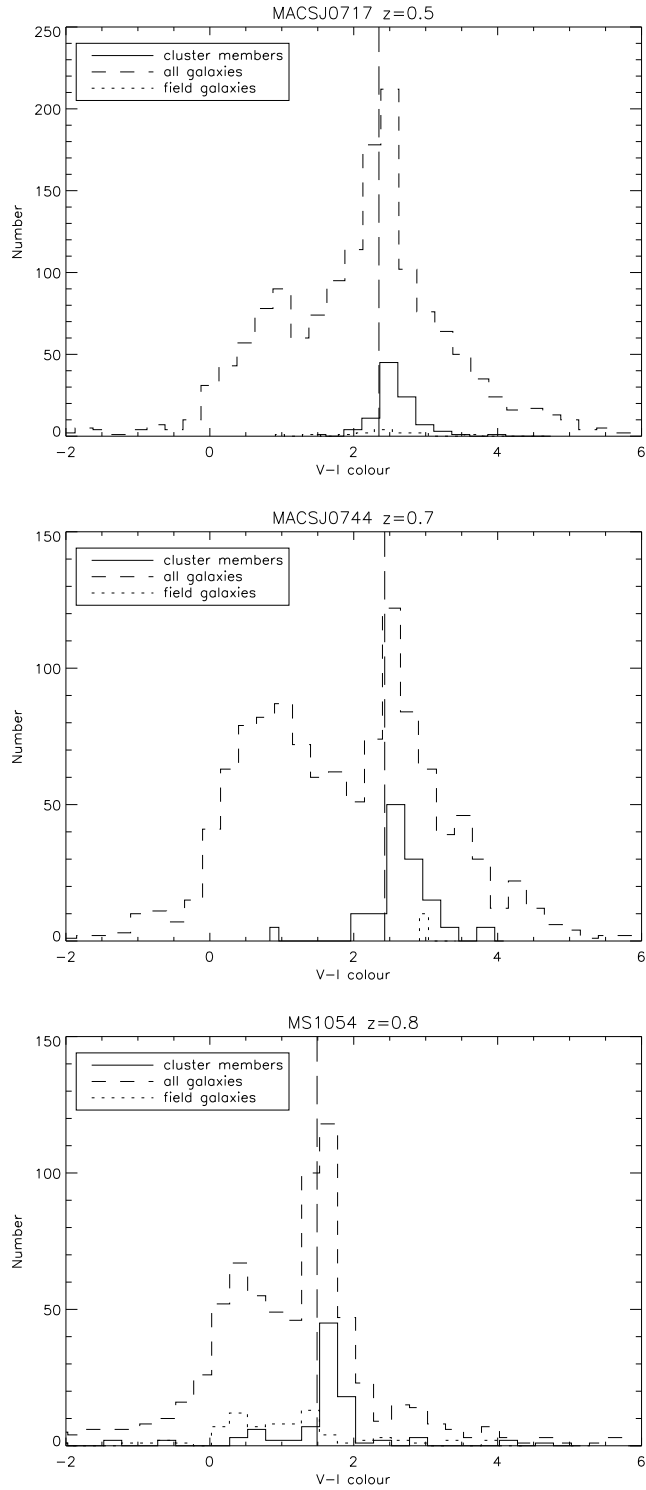 MACSJ0717 z=0.5
250
cluster members
all galaxies
field galaxies
200
150
Number
100
50
0
-2 0 2 4 6
V-I colour
MACSJ0744 z=0.7
150
cluster members
all galaxies
field galaxies
100
Number
50
0
-2 0 2 4 6
V-I colour
MS1054 z=0.8
150
cluster members
all galaxies
field galaxies
100
Number
50
0
-2 0 2 4 6
V-I colour